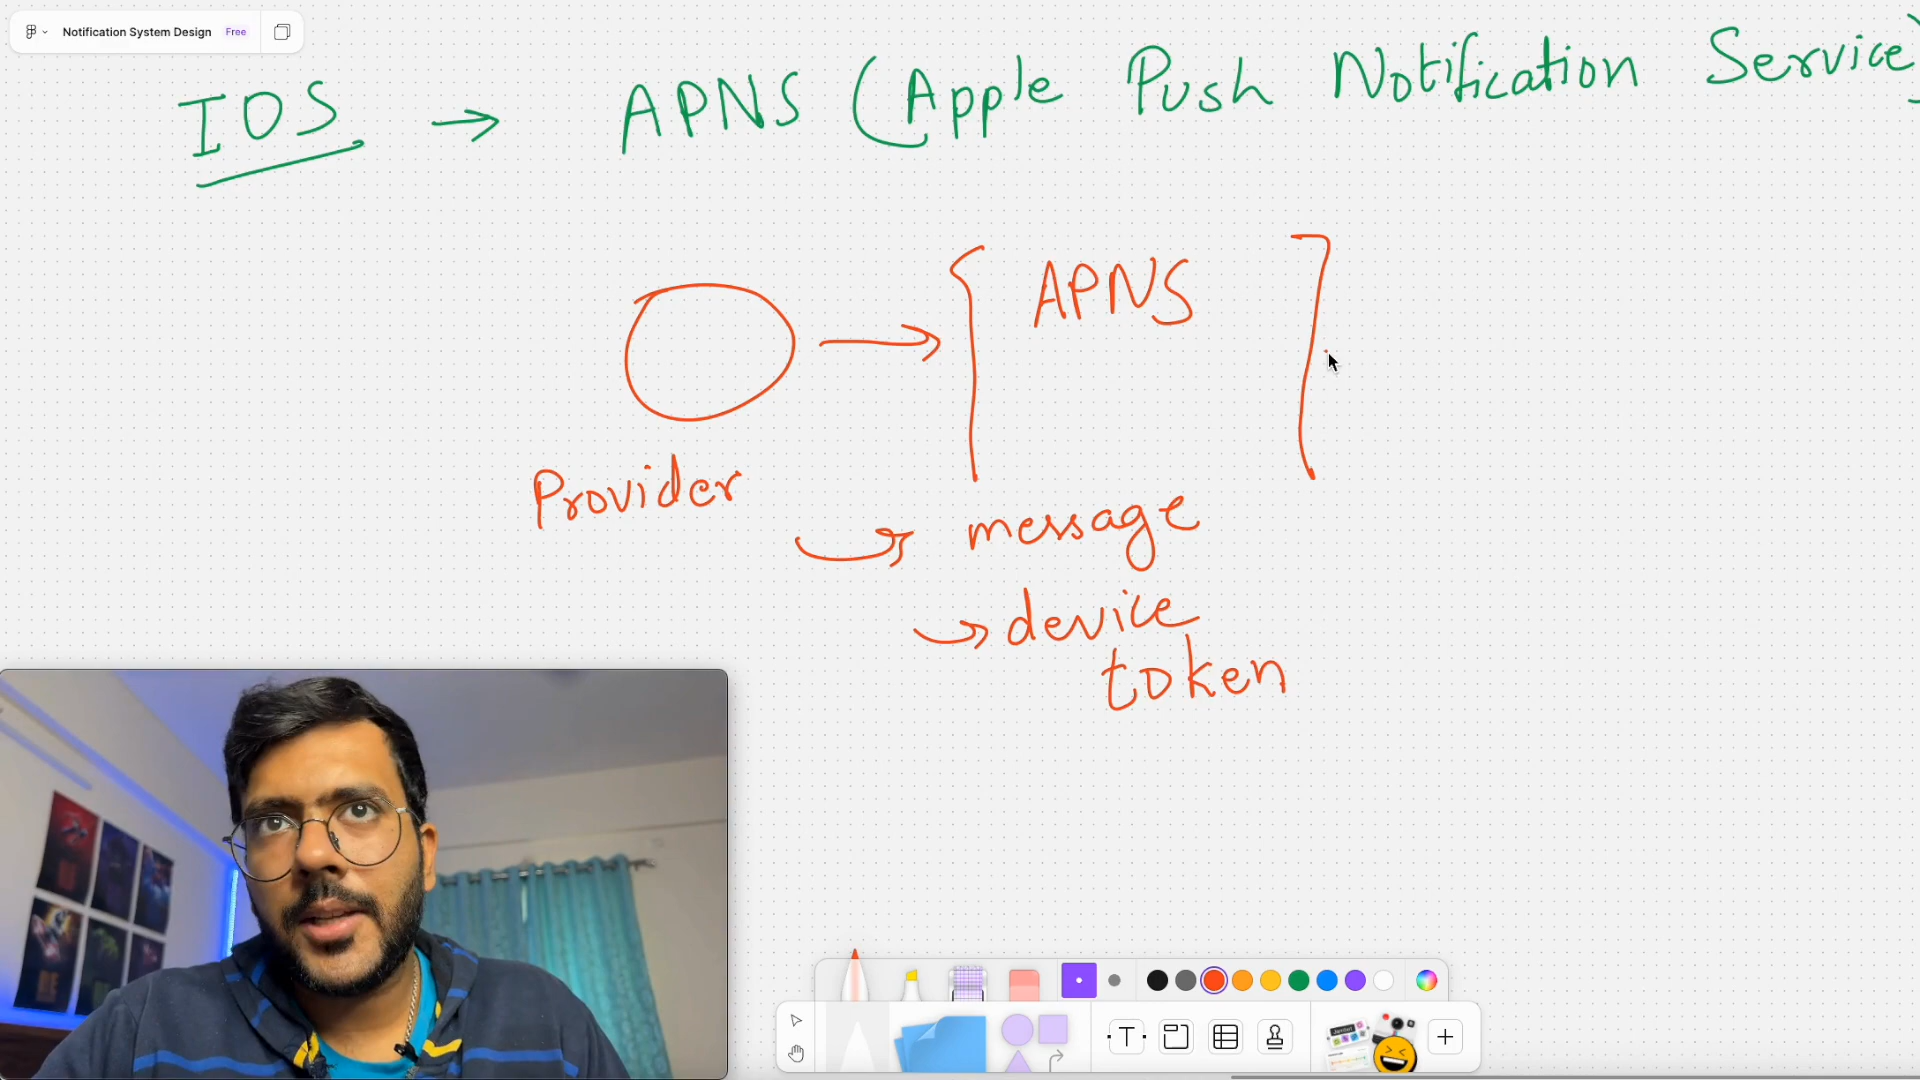 Notification System Design Free
IOS → APNS (Apple Push Notification Service)
APNS
Provider
message
device
token
T